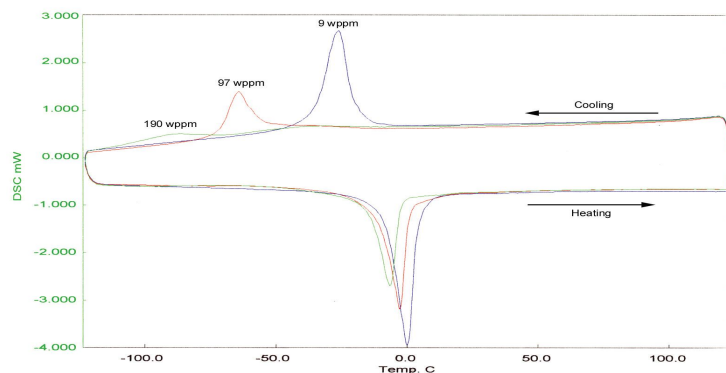 3.000
9 wppm
2.000
97 wppm
Cooling
190 wppm
1.000
0.000
DSC mW
-1.000
Heating
-2.000
-3.000
-4.000
-100.0
-50.0
0.0
50.0
100.0
Temp. C